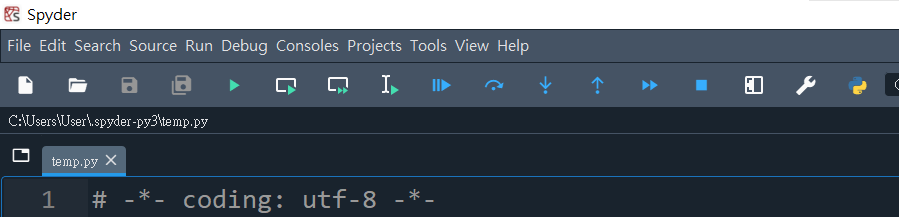 Spyder
File Edit Search Source Run Debug Consoles Projects Tools View Help
C:\Users\User\.spyder-py3\temp.py
temp.py
1 # -*- coding: utf-8 -*-